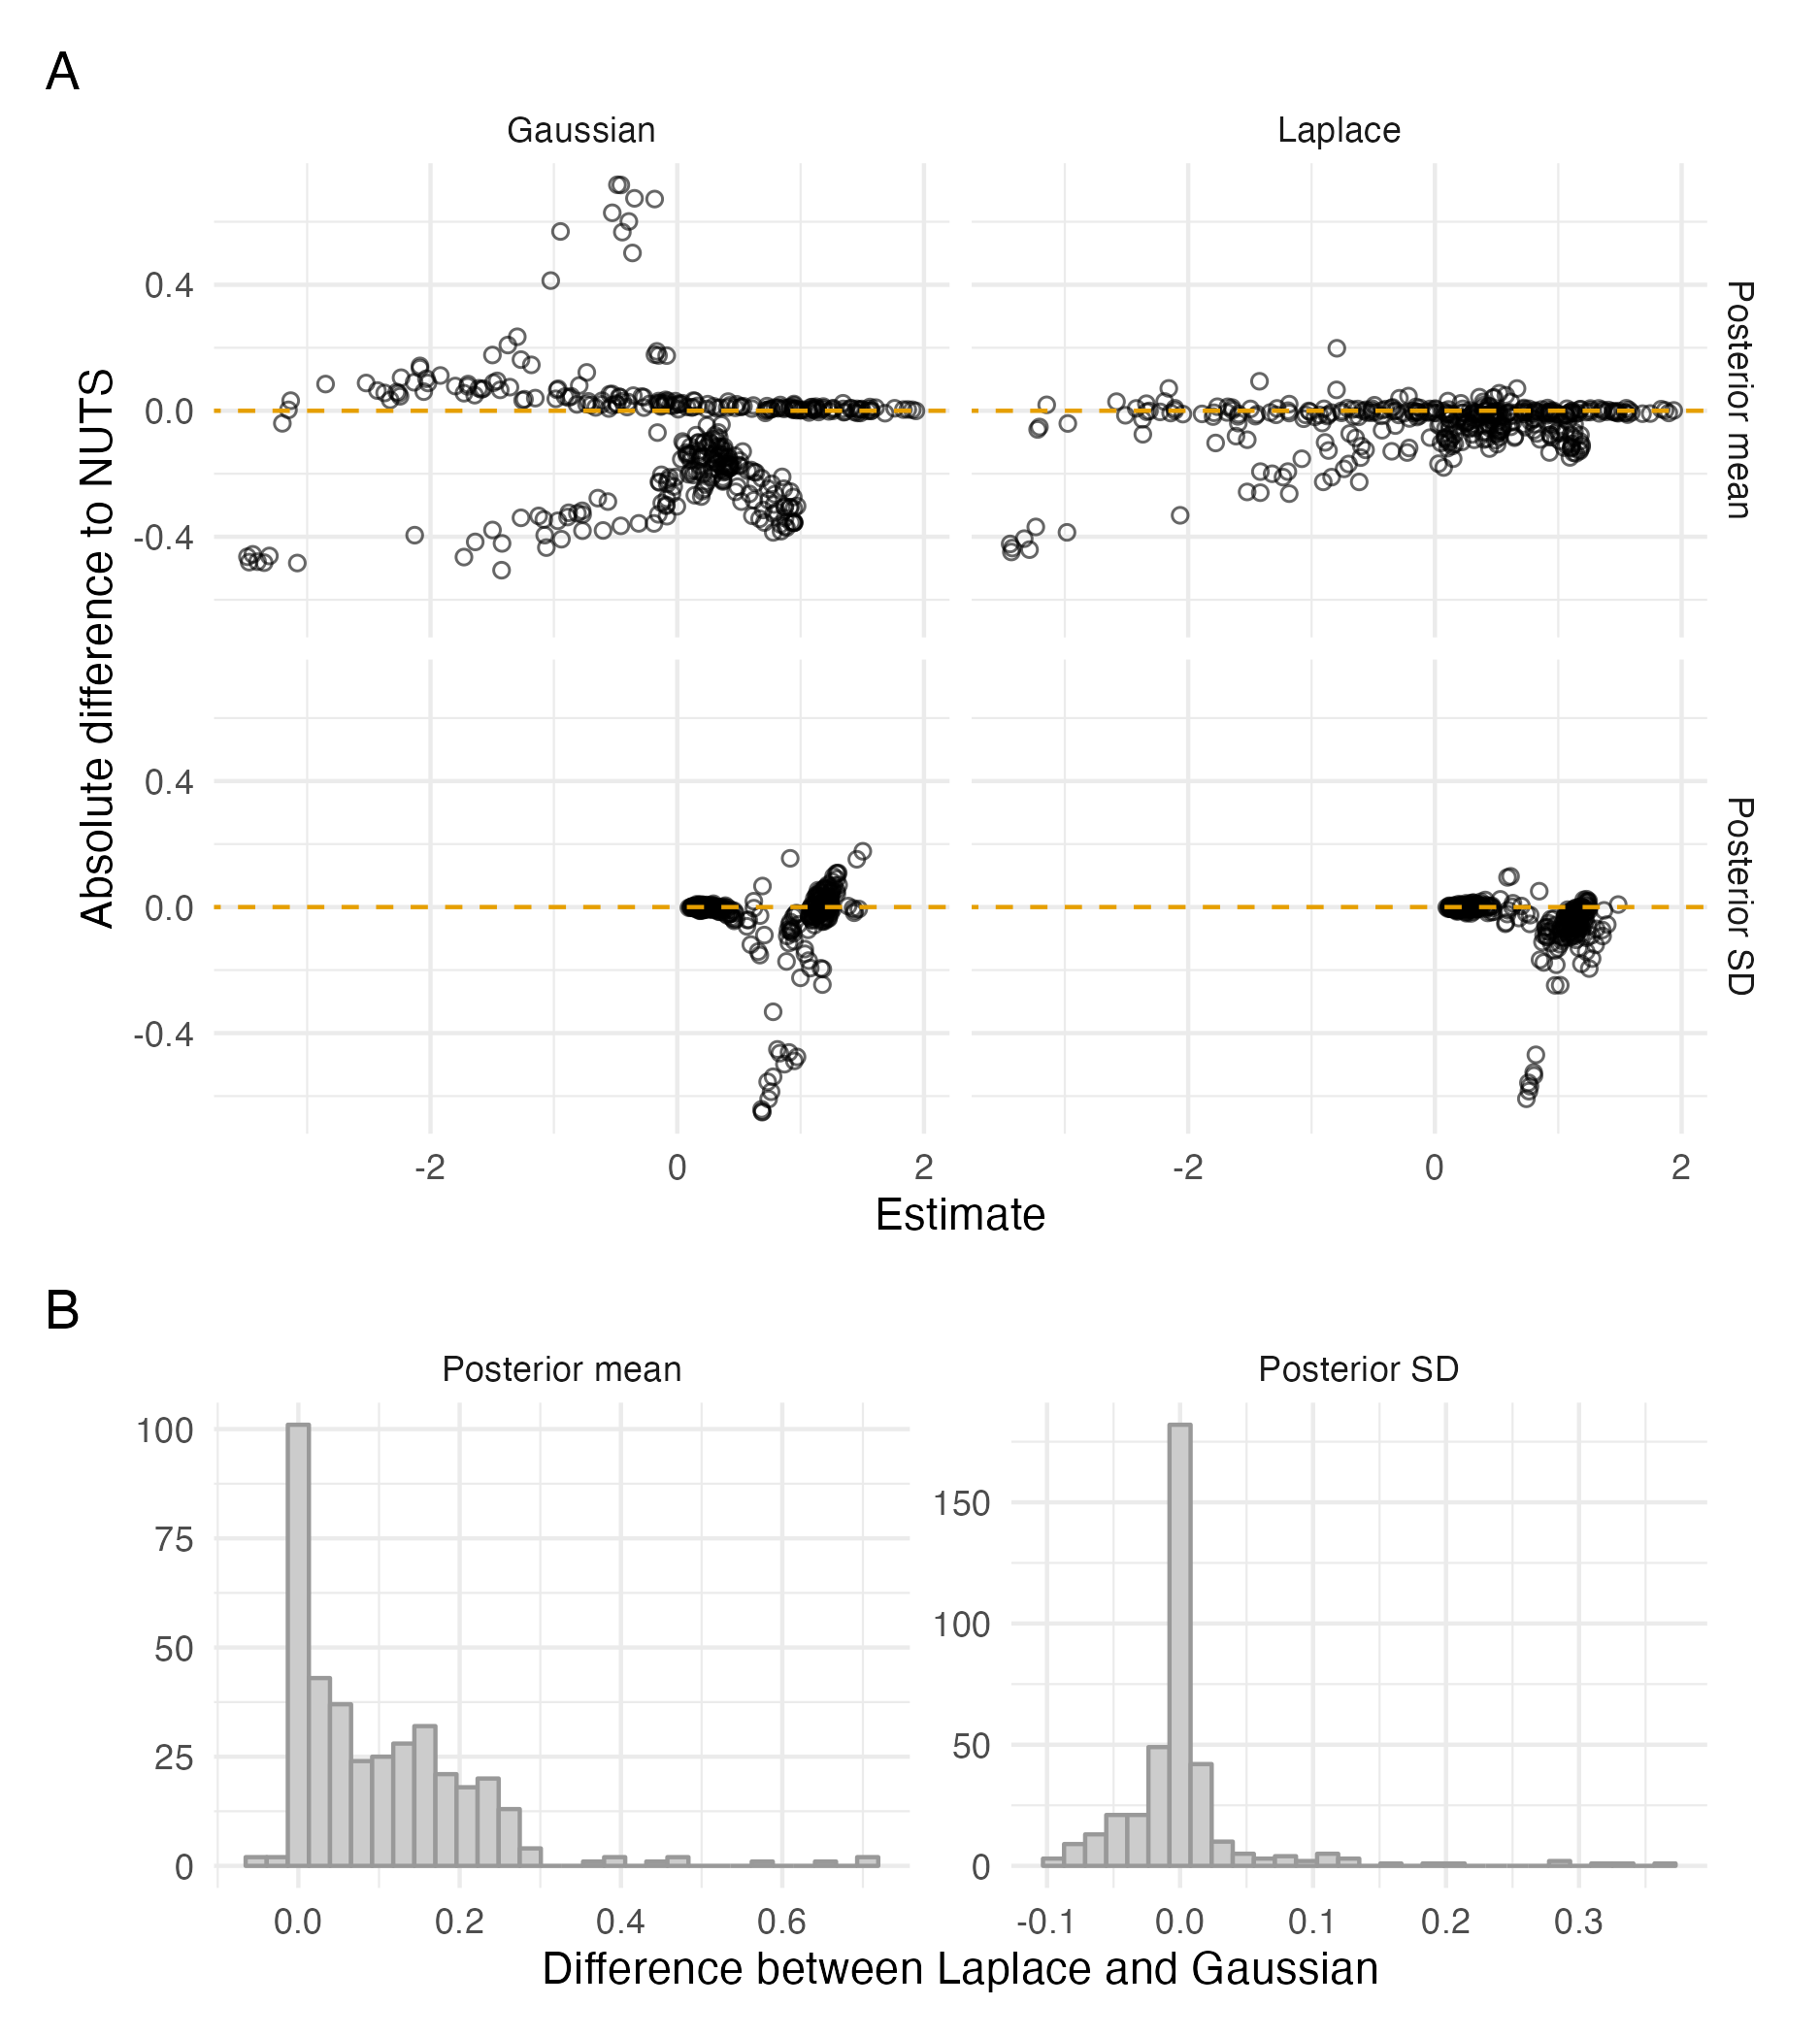 A
Gaussian
Laplace
0.4
0.0
-0.4
Posterior mean
0.4
0.0
-0.4
Posterior SD
Absolute difference to NUTS
-2
0
2
-2
0
2
Estimate
B
Posterior mean
Posterior SD
100
75
50
25
0
150
100
50
0
0.0
0.2
0.4
0.6
-0.1
0.0
0.1
0.2
0.3
Difference between Laplace and Gaussian